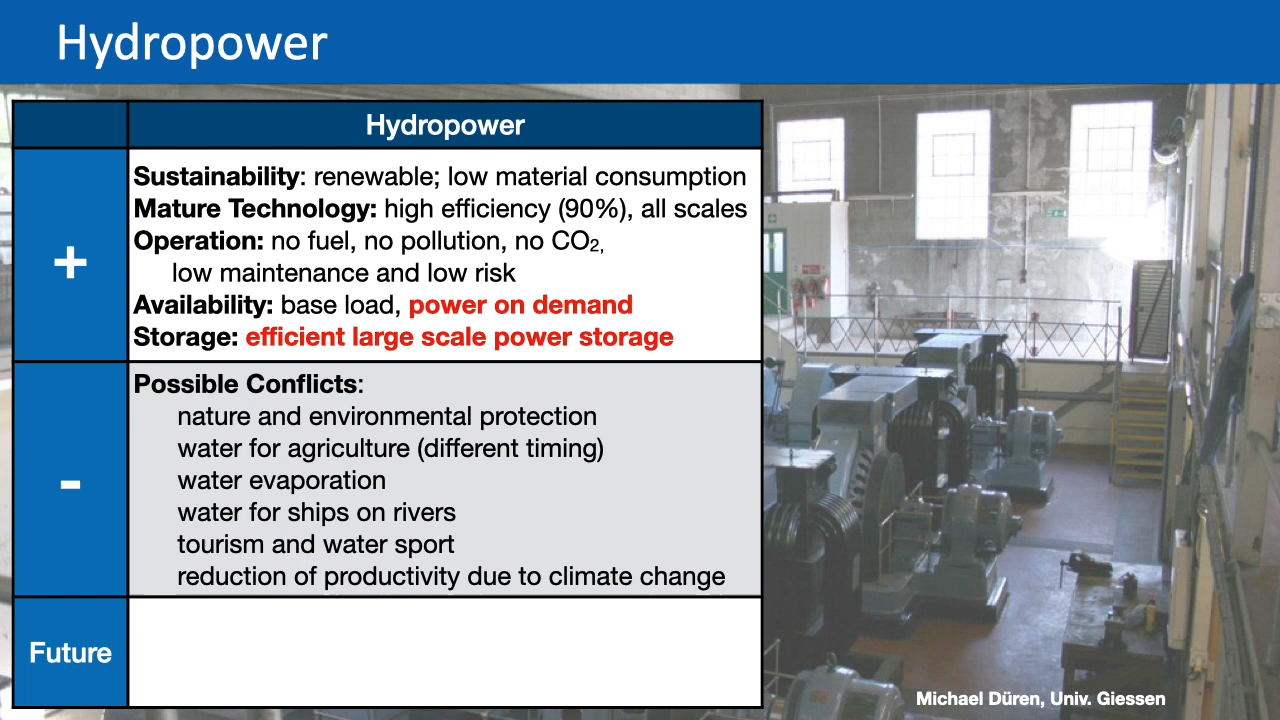 Hydropower
Hydropower
+
Sustainability: renewable; low material consumption
Mature Technology: high efficiency (90%), all scales
Operation: no fuel, no pollution, no CO₂,
low maintenance and low risk
Availability: base load, power on demand
Storage: efficient large scale power storage
-
Possible Conflicts:
nature and environmental protection
water for agriculture (different timing)
water evaporation
water for ships on rivers
tourism and water sport
reduction of productivity due to climate change
Future
Michael Düren, Univ. Giessen